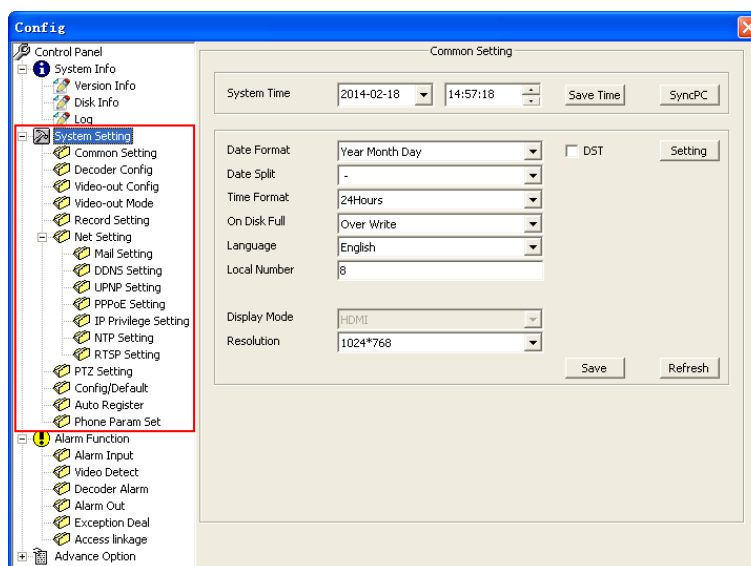 Config
Control Panel
System Info
Version Info
Disk Info
Log
System Setting
Common Setting
Decoder Config
Video-out Config
Video-out Mode
Record Setting
Net Setting
Mail Setting
DDNS Setting
UPNP Setting
PPPoE Setting
IP Privilege Setting
NTP Setting
RTSP Setting
PTZ Setting
Config/Default
Auto Register
Phone Param Set
Alarm Function
Alarm Input
Video Detect
Decoder Alarm
Alarm Out
Exception Deal
Access linkage
Advance Option
Common Setting
System Time 2014-02-18 14:57:18 Save Time SyncPC
Date Format Year Month Day DST Setting
Date Split -
Time Format 24Hours
On Disk Full Over Write
Language English
Local Number 8
Display Mode HDMI
Resolution 1024*768
Save Refresh